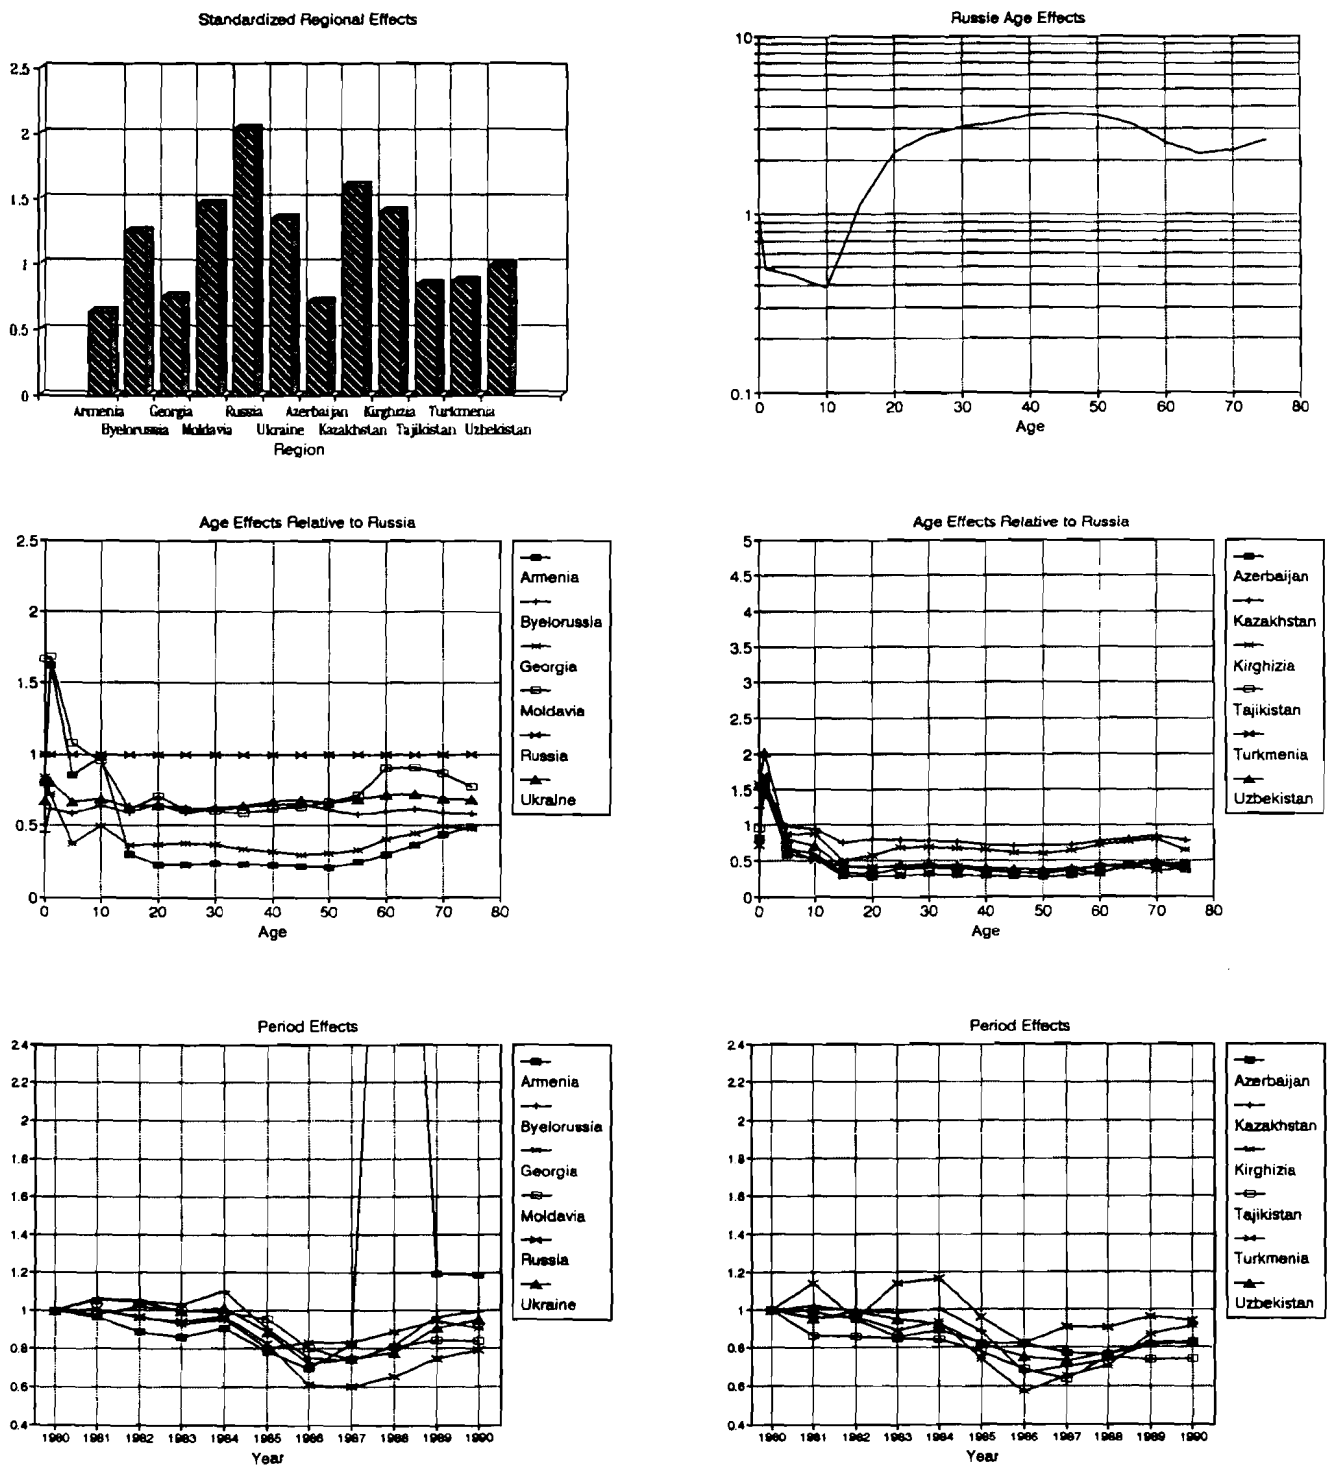 Standardized Regional Effects
2.5
2
1.5
1
0.5
0
Armenia Georgia Russia Azerbaijan Kirghizia Turkmenia
Byelorussia Moldavia Ukraine Kazakhstan Tajikistan Uzbekistan
Region
Russie Age Effects
10
1
0.1
0 10 20 30 40 50 60 70 80
Age
Age Effects Relative to Russia
2.5
2
1.5
1
0.5
0
0 10 20 30 40 50 60 70 80
Age
Armenia
Byelorussia
Georgia
Moldavia
Russia
Ukraine
Age Effects Relative to Russia
5
4.5
4
3.5
3
2.5
2
1.5
1
0.5
0
0 10 20 30 40 50 60 70 80
Age
Azerbaijan
Kazakhstan
Kirghizia
Tajikistan
Turkmenia
Uzbekistan
Period Effects
2.4
2.2
2
1.8
1.6
1.4
1.2
1
0.8
0.6
0.4
1980 1981 1982 1983 1984 1985 1986 1987 1988 1989 1990
Year
Armenia
Byelorussia
Georgia
Moldavia
Russia
Ukraine
Period Effects
2.4
2.2
2
1.8
1.6
1.4
1.2
1
0.8
0.6
0.4
1980 1981 1982 1983 1984 1985 1986 1987 1988 1989 1990
Year
Azerbaijan
Kazakhstan
Kirghizia
Tajikistan
Turkmenia
Uzbekistan